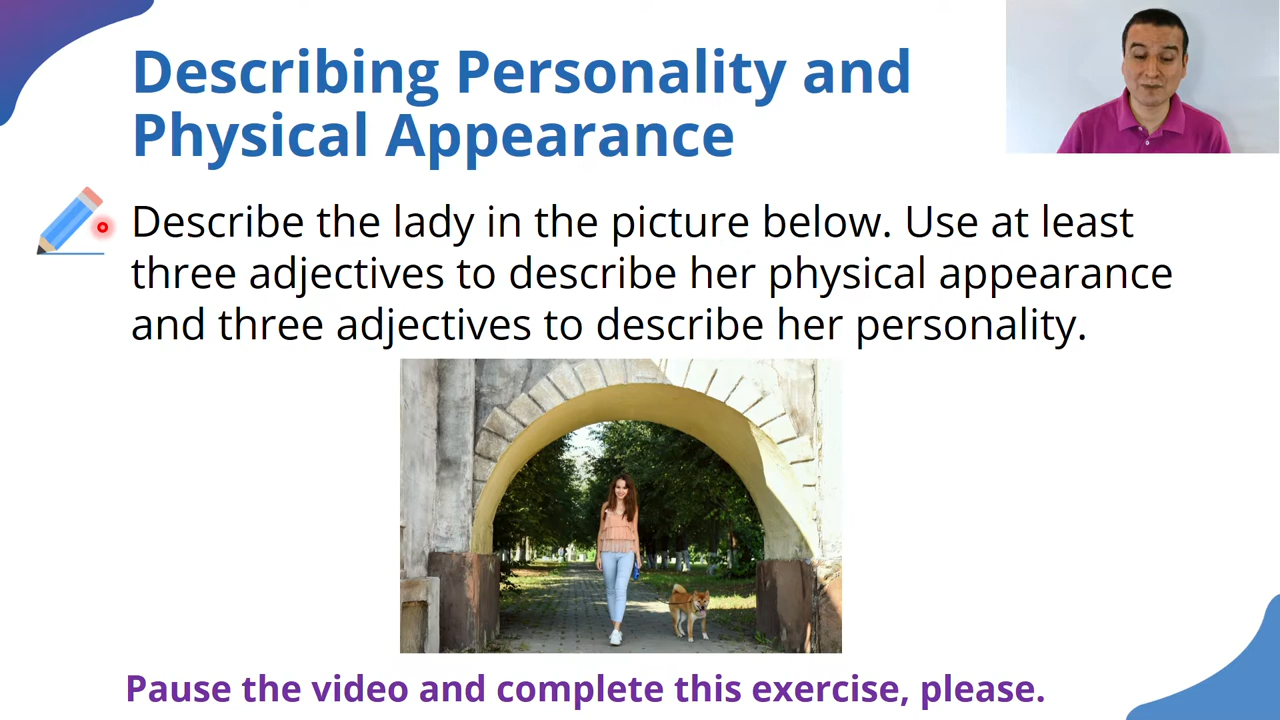 Describing Personality and
Physical Appearance
Describe the lady in the picture below. Use at least
three adjectives to describe her physical appearance
and three adjectives to describe her personality.
Pause the video and complete this exercise, please.